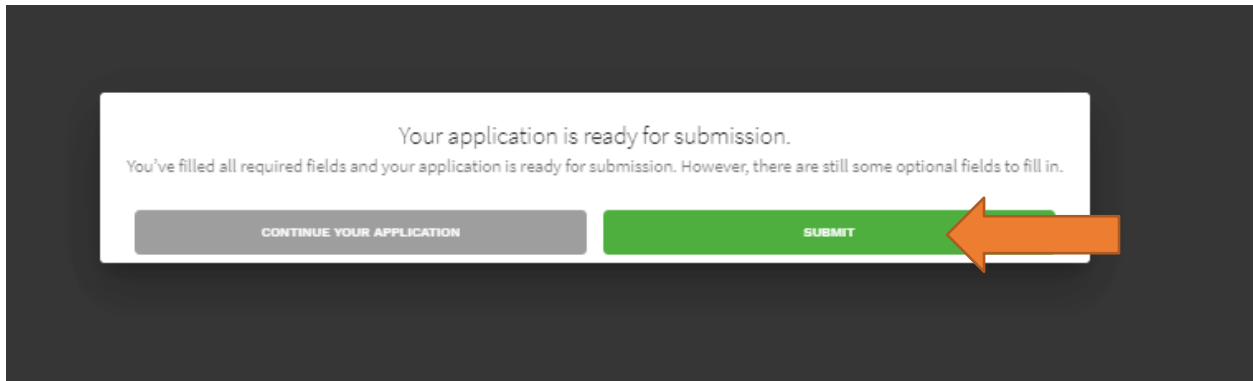 Your application is ready for submission.
You've filled all required fields and your application is ready for submission. However, there are still some optional fields to fill in.
CONTINUE YOUR APPLICATION
SUBMIT